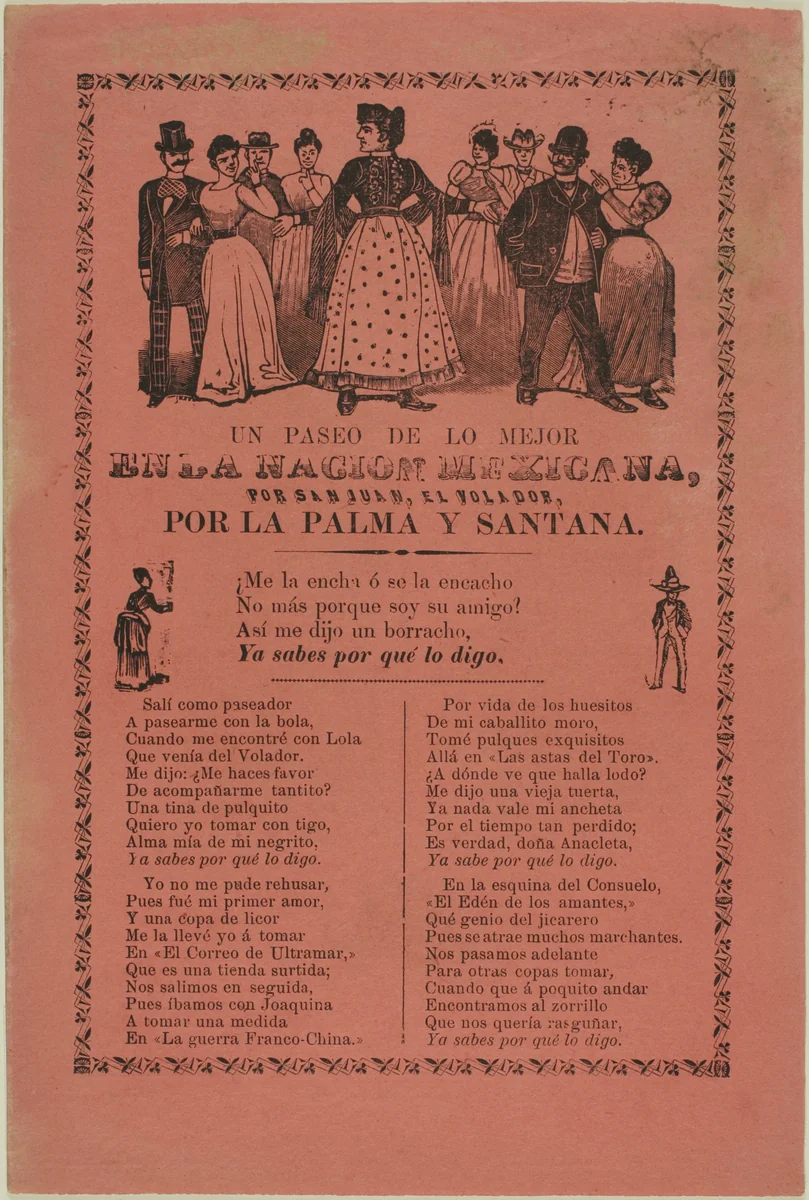 UN PASEO DE LO MEJOR
EN LA NACION MEXICANA,
POR SAN JUAN, EL VOLADOR,
POR LA PALMA Y SANTANA.
¿Me la encha ó se la encacho
No más porque soy su amigo?
Así me dijo un borracho,
Ya sabes por qué lo digo.
Salí como paseador
A pasearme con la bola,
Cuando me encontré con Lola
Que venía del Volador.
Me dijo: ¿Me haces favor
De acompañarme tantito?
Una tina de pulquito
Quiero yo tomar con tigo,
Alma mía de mi negrito.
Ya sabes por qué lo digo.
Yo no me pude rehusar,
Pues fué mi primer amor,
Y una copa de licor
Me la llevé yo á tomar
En «El Correo de Ultramar,»
Que es una tienda surtida;
Nos salimos en seguida,
Pues íbamos con Joaquina
A tomar una medida
En «La guerra Franco-China.»
Por vida de los huesitos
De mi caballito moro,
Tomé pulques exquisitos
Allá en «Las astas del Toro».
¿A dónde ve que halla lodo?
Me dijo una vieja tuerta,
Ya nada vale mi ancheta
Por el tiempo tan perdido;
Es verdad, doña Anacleta,
Ya sabe por qué lo digo.
En la esquina del Consuelo,
«El Edén de los amantes,»
Qué genio del jicarero
Pues se atrae muchos marchantes.
Nos pasamos adelante
Para otras copas tomar,
Cuando que á poquito andar
Encontramos al zorrillo
Que nos quería rasguñar,
Ya sabes por qué lo digo.